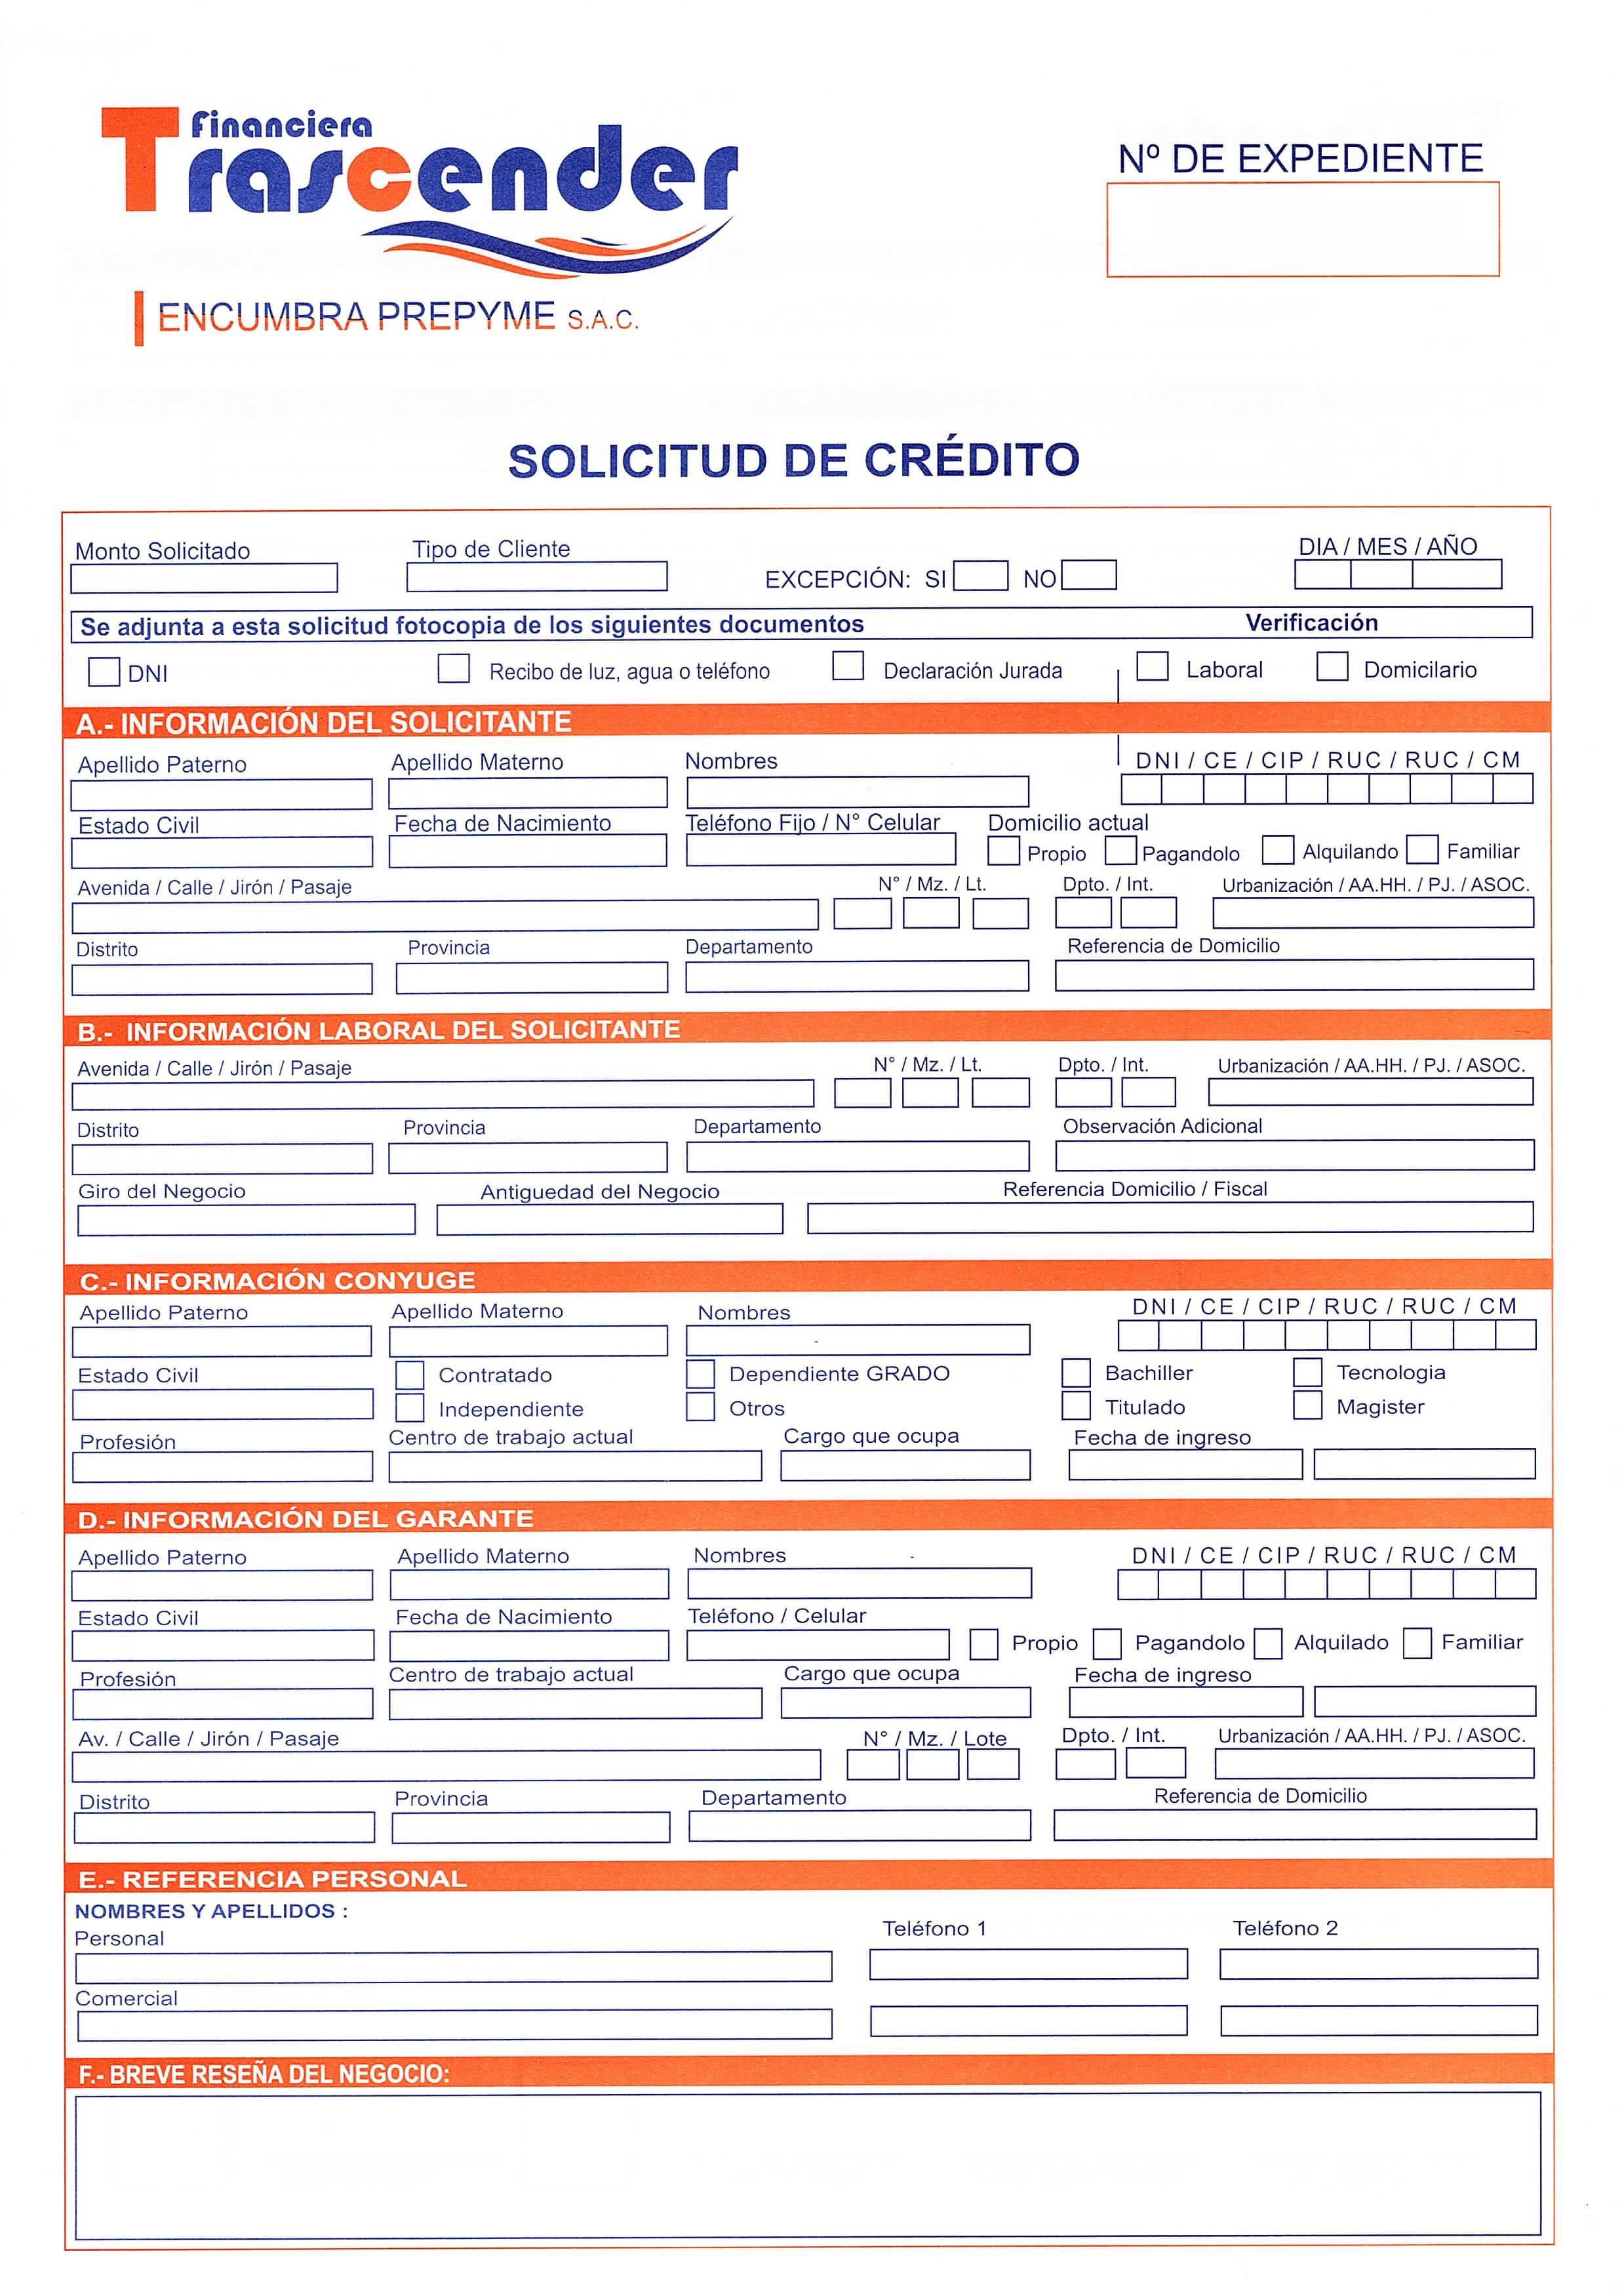 Financiera
Trascender
ENCUMBRA PREPYME S.A.C.
Nº DE EXPEDIENTE
SOLICITUD DE CRÉDITO
Monto Solicitado Tipo de Cliente EXCEPCIÓN: SI NO DIA / MES / AÑO
Se adjunta a esta solicitud fotocopia de los siguientes documentos Verificación
DNI Recibo de luz, agua o teléfono Declaración Jurada Laboral Domicilario
A.- INFORMACIÓN DEL SOLICITANTE
Apellido Paterno Apellido Materno Nombres DNI / CE / CIP / RUC / RUC / CM
Estado Civil Fecha de Nacimiento Teléfono Fijo / N° Celular Domicilio actual
Propio Pagandolo Alquilando Familiar
Avenida / Calle / Jirón / Pasaje N° / Mz. / Lt. Dpto. / Int. Urbanización / AA.HH. / PJ. / ASOC.
Distrito Provincia Departamento Referencia de Domicilio
B.- INFORMACIÓN LABORAL DEL SOLICITANTE
Avenida / Calle / Jirón / Pasaje N° / Mz. / Lt. Dpto. / Int. Urbanización / AA.HH. / PJ. / ASOC.
Distrito Provincia Departamento Observación Adicional
Giro del Negocio Antiguedad del Negocio Referencia Domicilio / Fiscal
C.- INFORMACIÓN CONYUGE
Apellido Paterno Apellido Materno Nombres DNI / CE / CIP / RUC / RUC / CM
Estado Civil Contratado Dependiente GRADO Bachiller Tecnologia
Independiente Otros Titulado Magister
Profesión Centro de trabajo actual Cargo que ocupa Fecha de ingreso
D.- INFORMACIÓN DEL GARANTE
Apellido Paterno Apellido Materno Nombres DNI / CE / CIP / RUC / RUC / CM
Estado Civil Fecha de Nacimiento Teléfono / Celular
Propio Pagandolo Alquilado Familiar
Profesión Centro de trabajo actual Cargo que ocupa Fecha de ingreso
Av. / Calle / Jirón / Pasaje N° / Mz. / Lote Dpto. / Int. Urbanización / AA.HH. / PJ. / ASOC.
Distrito Provincia Departamento Referencia de Domicilio
E.- REFERENCIA PERSONAL
NOMBRES Y APELLIDOS :
Personal Teléfono 1 Teléfono 2
Comercial
F.- BREVE RESEÑA DEL NEGOCIO: